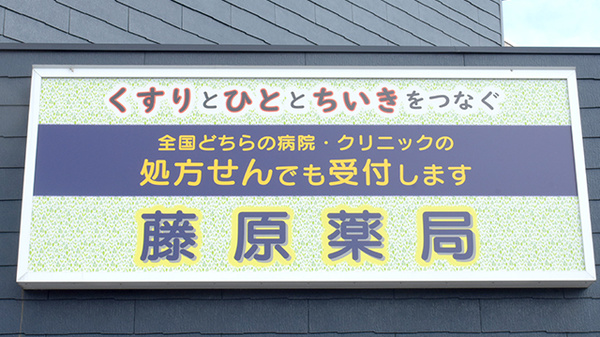 くすりとひととちいきをつなぐ
全国どちらの病院・クリニックの
処方せんでも受付します
藤原薬局